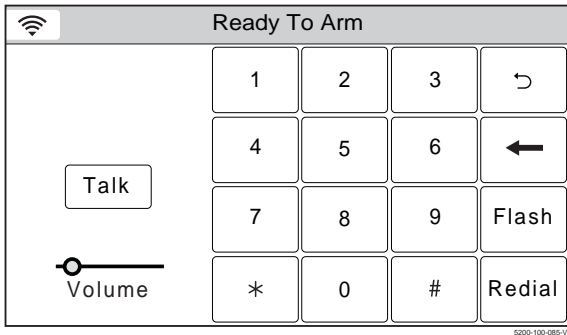 Ready To Arm
1 2 3
4 5 6
Talk
7 8 9 Flash
Volume
* 0 # Redial
5200-100-085-V